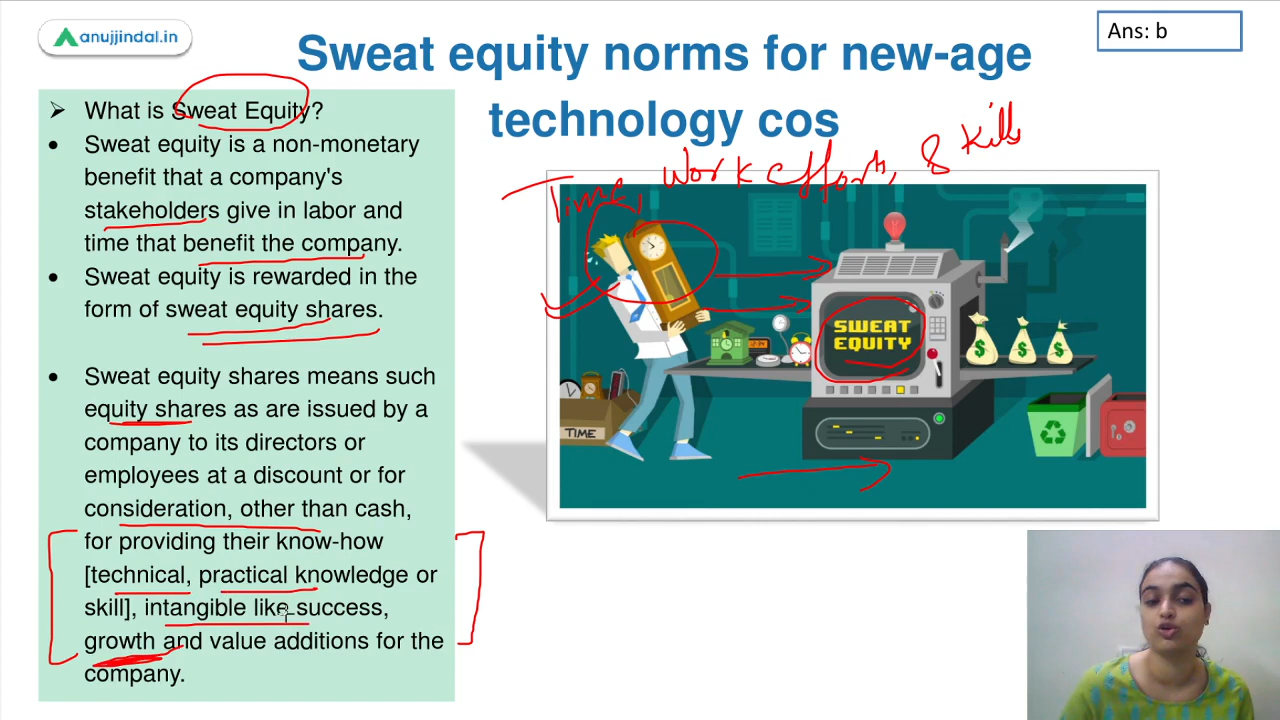 anujjindal.in
Ans: b
Sweat equity norms for new-age
technology cos
➢ What is Sweat Equity?
• Sweat equity is a non-monetary
benefit that a company's
stakeholders give in labor and
time that benefit the company.
• Sweat equity is rewarded in the
form of sweat equity shares.
• Sweat equity shares means such
equity shares as are issued by a
company to its directors or
employees at a discount or for
consideration, other than cash,
for providing their know-how
[technical, practical knowledge or
skill], intangible like success,
growth and value additions for the
company.
Time, Work efforts, & Skills
SWEAT
EQUITY
TIME